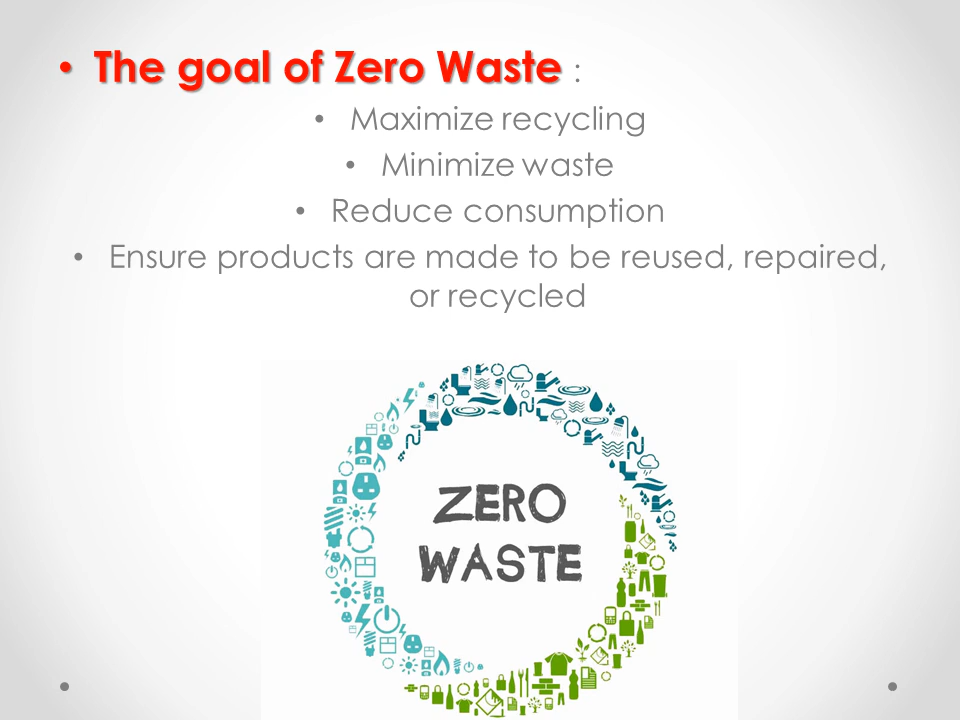 • The goal of Zero Waste :
• Maximize recycling
• Minimize waste
• Reduce consumption
• Ensure products are made to be reused, repaired,
or recycled
ZERO
WASTE